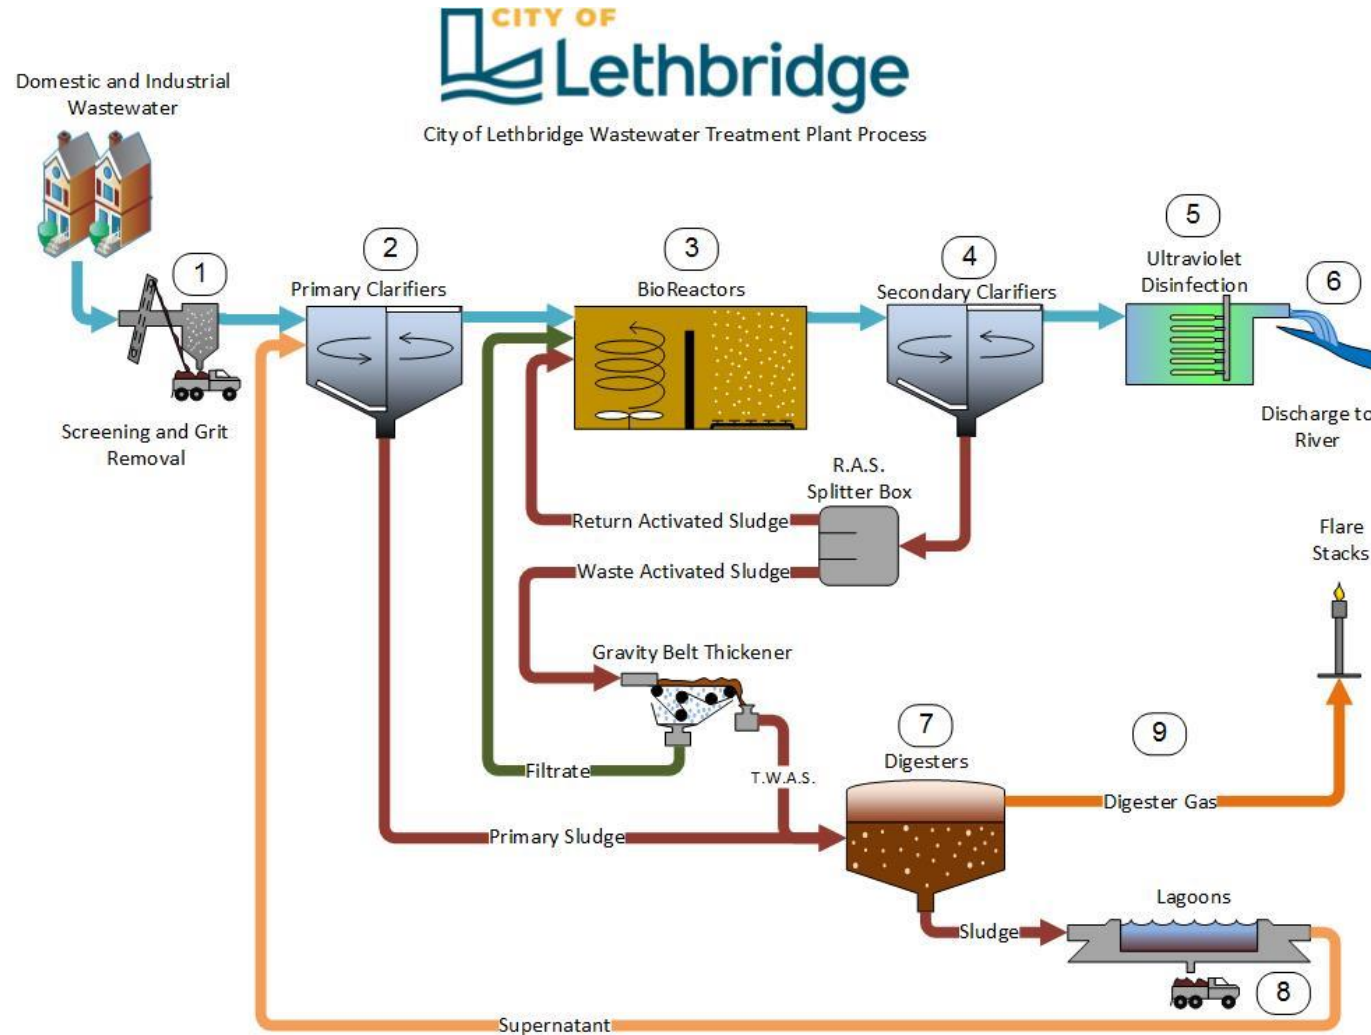 CITY OF
Lethbridge
City of Lethbridge Wastewater Treatment Plant Process
Domestic and Industrial
Wastewater
1
Screening and Grit
Removal
2
Primary Clarifiers
3
BioReactors
4
Secondary Clarifiers
5
Ultraviolet
Disinfection
6
Discharge to
River
R.A.S.
Splitter Box
Return Activated Sludge
Waste Activated Sludge
Flare
Stacks
Gravity Belt Thickener
Filtrate
T.W.A.S.
7
Digesters
9
Digester Gas
Primary Sludge
Lagoons
Sludge
8
Supernatant